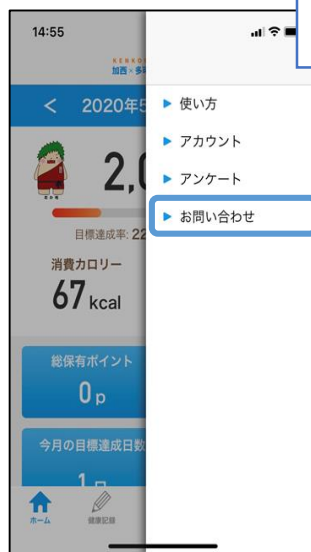 14:55
加西×多
< 2020年5
2,0
目標達成率: 22
消費カロリー
67 kcal
総保有ポイント
0 p
今月の目標達成日数
1
ホーム
健康記録
使い方
アカウント
アンケート
お問い合わせ